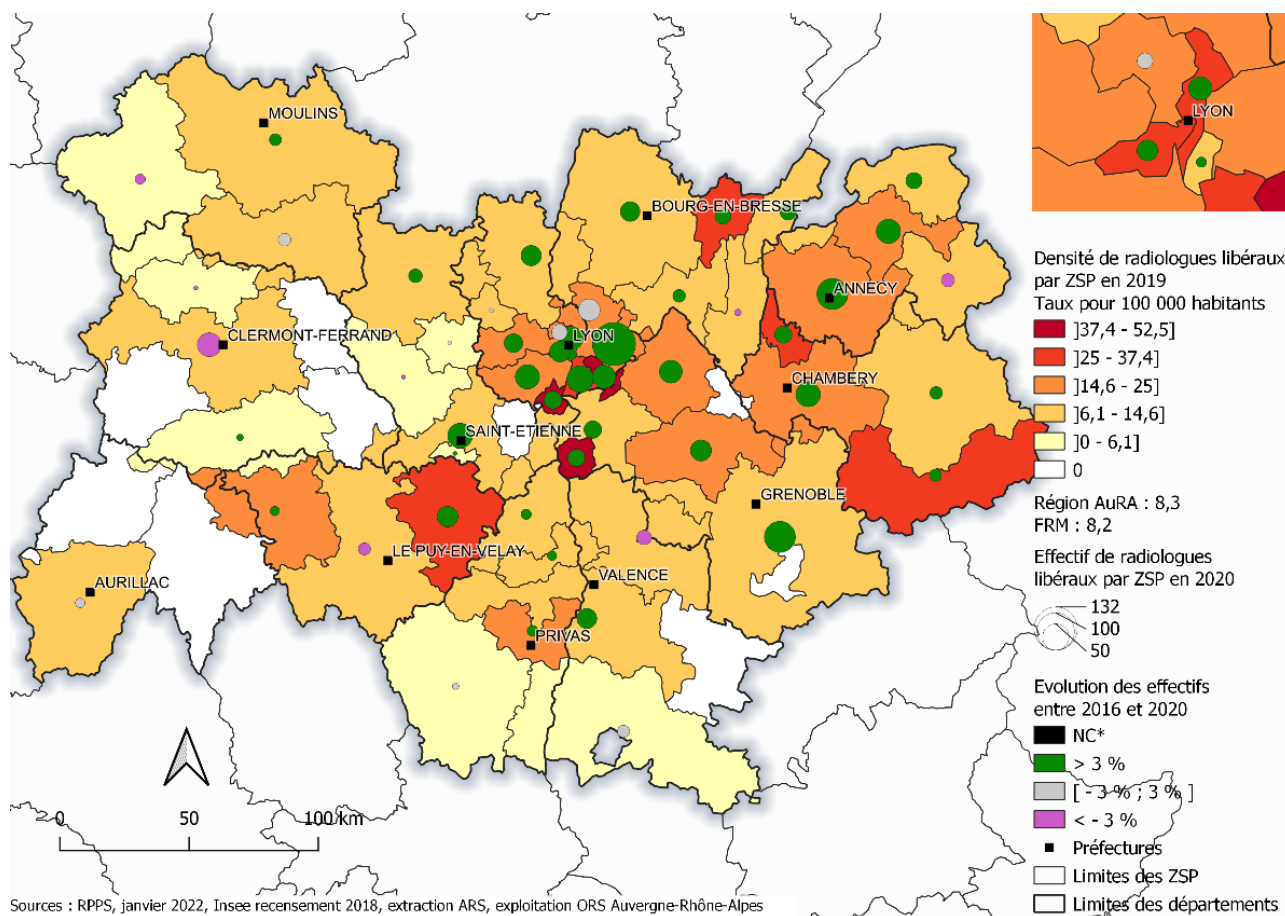 MOULINS
BOURG-EN-BRESSE
ANNECY
CLERMONT-FERRAND
LYON
CHAMBERY
SAINT-ETIENNE
GRENOBLE
LE PUY-EN-VELAY
AURILLAC
VALENCE
PRIVAS
0 50 100 km
LYON
Densité de radiologues libéraux
par ZSP en 2019
Taux pour 100 000 habitants
]37,4 - 52,5]
]25 - 37,4]
]14,6 - 25]
]6,1 - 14,6]
]0 - 6,1]
0
Région AuRA : 8,3
FRM : 8,2
Effectif de radiologues
libéraux par ZSP en 2020
132
100
50
Evolution des effectifs
entre 2016 et 2020
NC*
> 3 %
[ - 3 % ; 3 % ]
< - 3 %
Préfectures
Limites des ZSP
Limites des départements
Sources : RPPS, janvier 2022, Insee recensement 2018, extraction ARS, exploitation ORS Auvergne-Rhône-Alpes